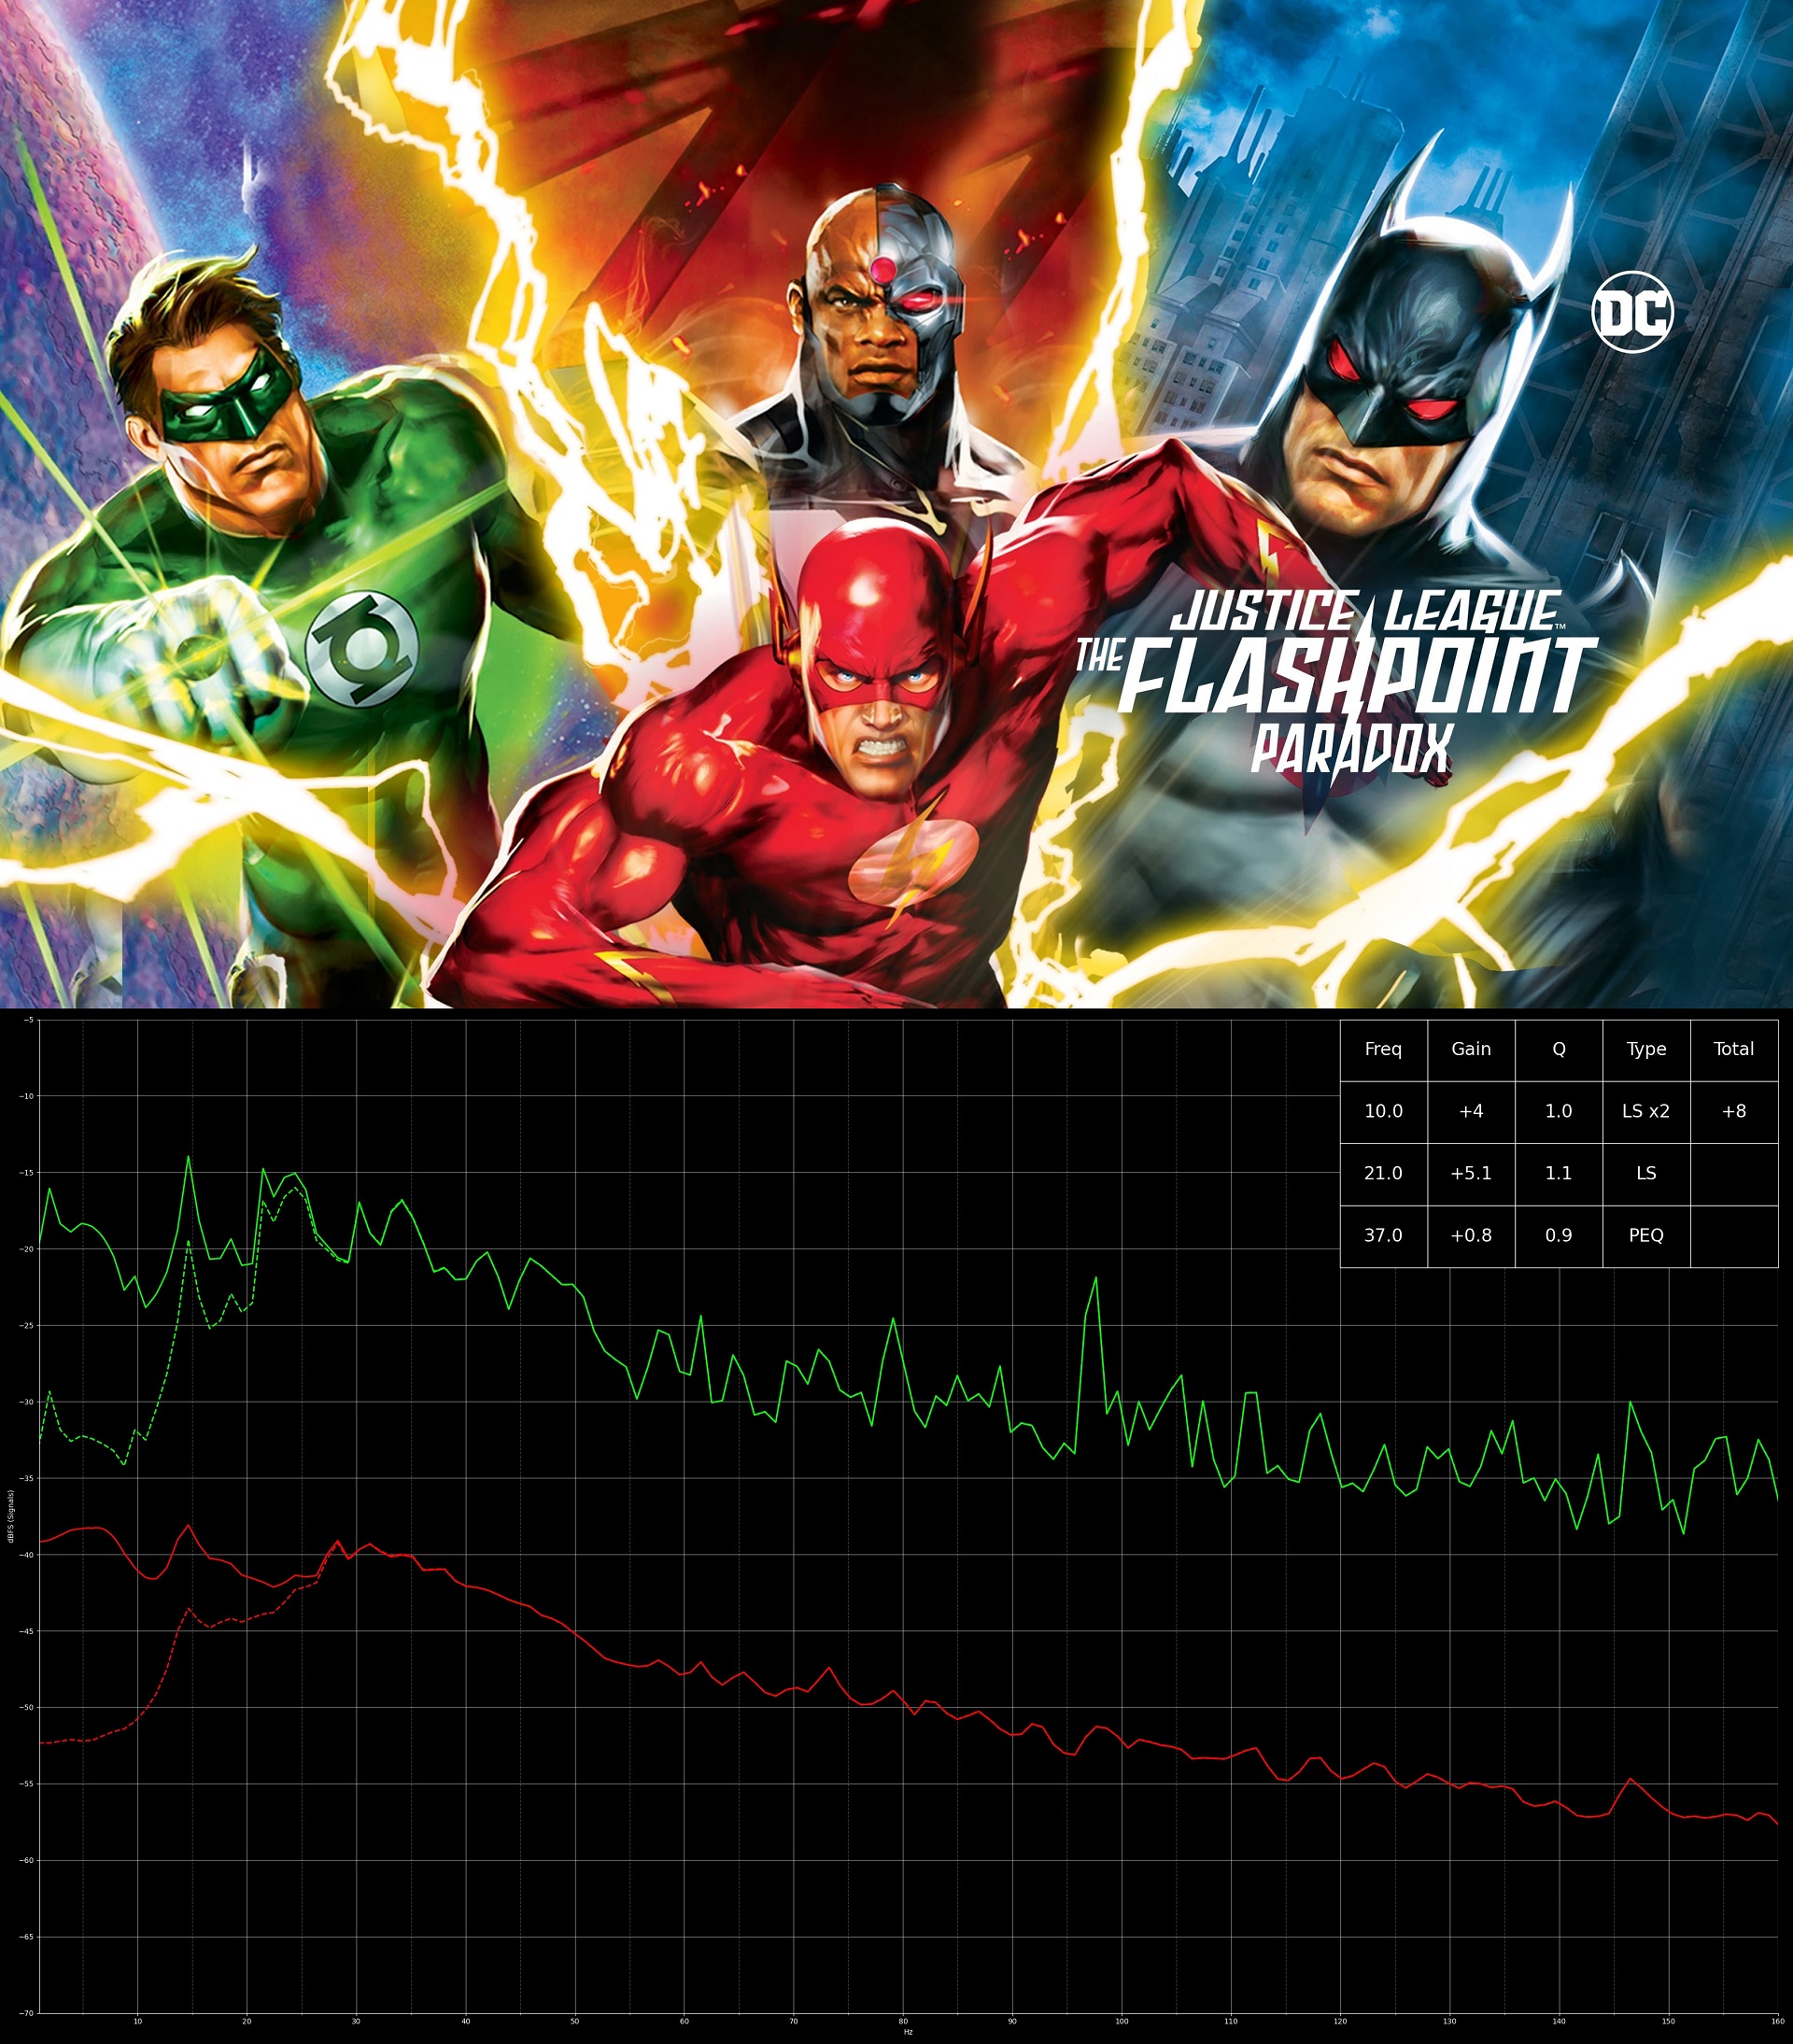 DC
JUSTICE LEAGUE™
THE FLASHPOINT
PARADOX
Freq Gain Q Type Total
10.0 +4 1.0 LS x2 +8
21.0 +5.1 1.1 LS
37.0 +0.8 0.9 PEQ
−5
−10
−15
−20
−25
−30
−35
−40
−45
−50
−55
−60
−65
−70
dBFS (Signals)
10 20 30 40 50 60 70 80 90 100 110 120 130 140 150 160
Hz